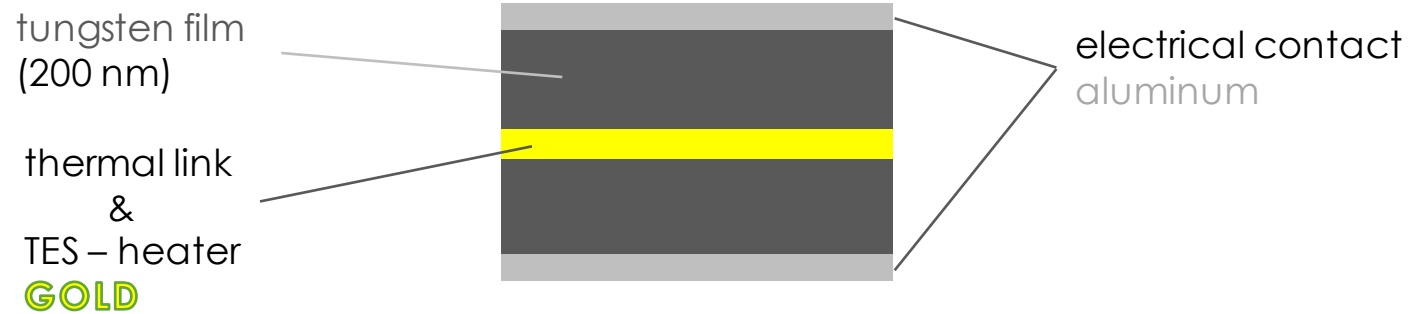 tungsten film
(200 nm)
thermal link
&
TES – heater
GOLD
electrical contact
aluminum